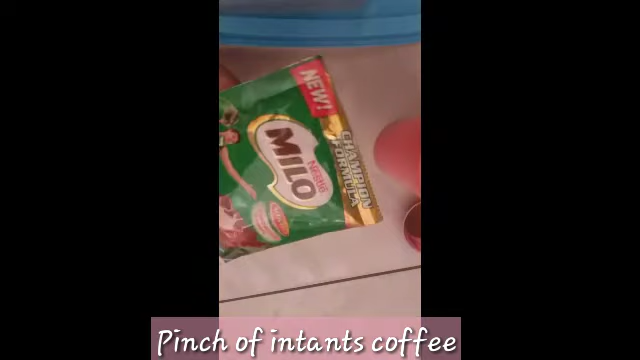 NEW!
CHAMPION
FORMULA
NESTLÉ
MILO
Pinch of intants coffee